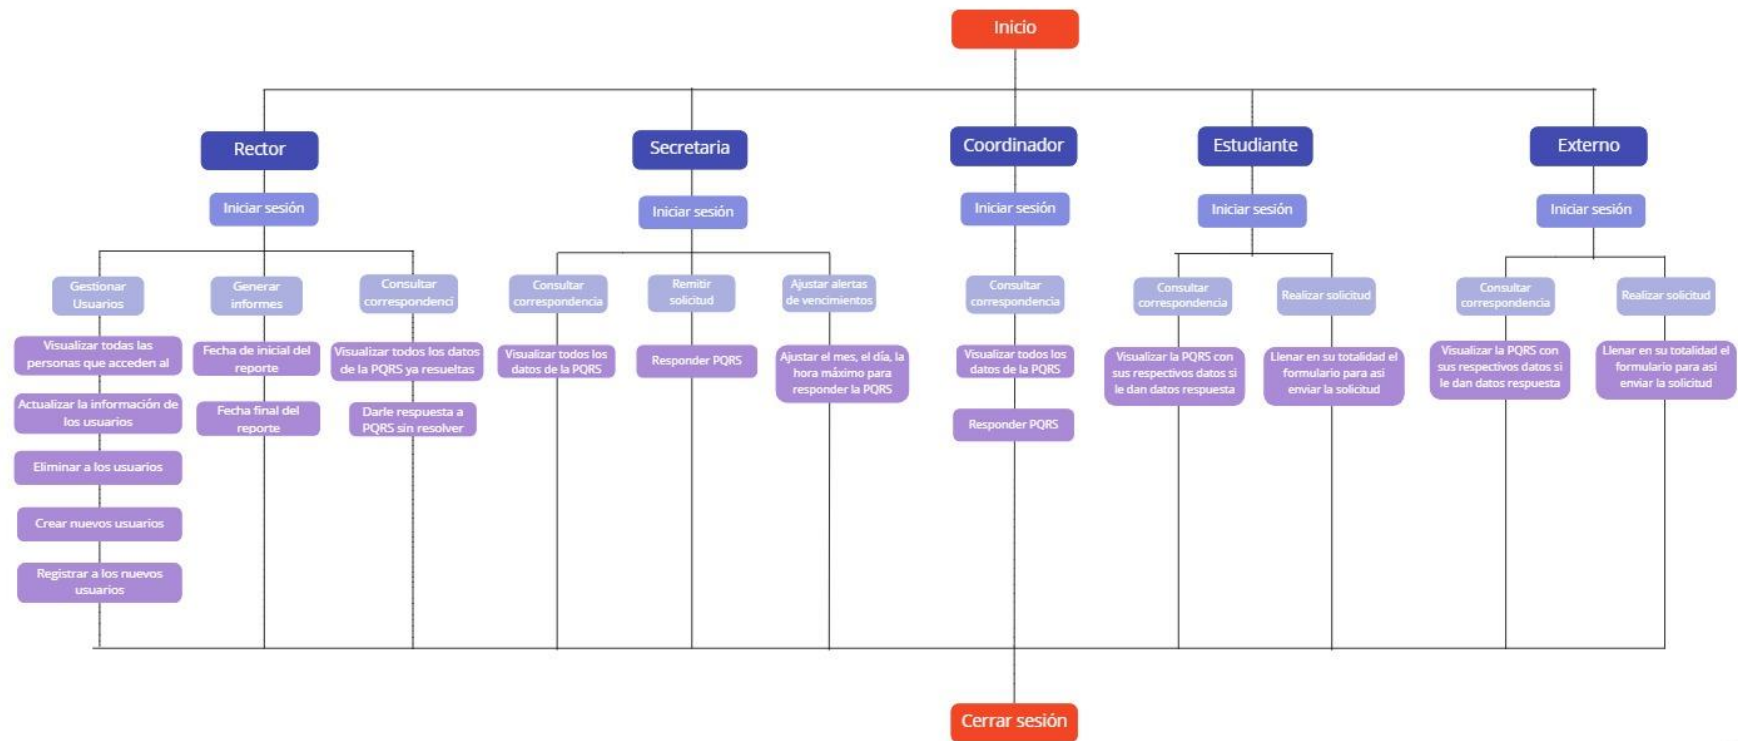 Inicio
Rector
Secretaria
Coordinador
Estudiante
Externo
Iniciar sesión
Iniciar sesión
Iniciar sesión
Iniciar sesión
Iniciar sesión
Gestionar
Usuarios
Generar
informes
Consultar
correspondenci
Consultar
correspondencia
Remitir
solicitud
Ajustar alertas
de vencimientos
Consultar
correspondencia
Consultar
correspondencia
Realizar solicitud
Consultar
correspondencia
Realizar solicitud
Visualizar todas las
personas que acceden al
Actualizar la información de
los usuarios
Eliminar a los usuarios
Crear nuevos usuarios
Registrar a los nuevos
usuarios
Fecha de inicial del
reporte
Fecha final del
reporte
Visualizar todos los datos
de la PQRS ya resueltas
Darle respuesta a
PQRS sin resolver
Visualizar todos los
datos de la PQRS
Responder PQRS
Ajustar el mes, el día, la
hora máximo para
responder la PQRS
Visualizar todos los
datos de la PQRS
Responder PQRS
Visualizar la PQRS con
sus respectivos datos si
le dan datos respuesta
Llenar en su totalidad el
formulario para asi
enviar la solicitud
Visualizar la PQRS con
sus respectivos datos si
le dan datos respuesta
Llenar en su totalidad el
formulario para asi
enviar la solicitud
Cerrar sesión